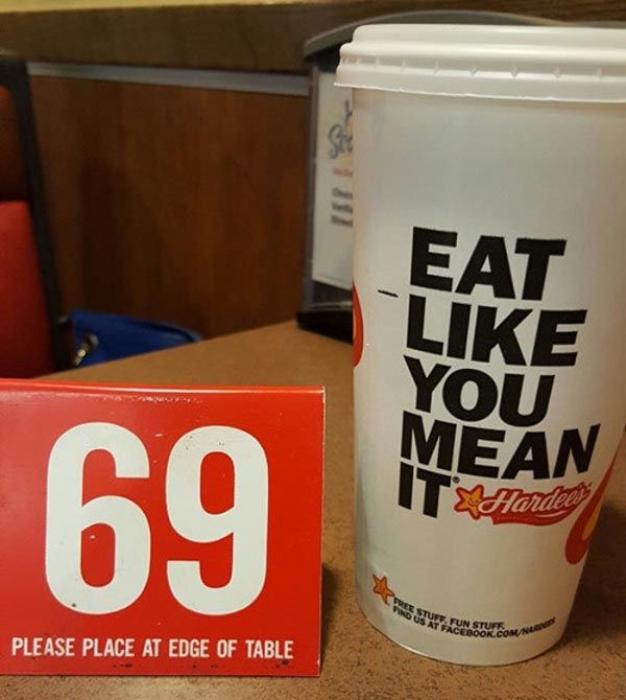 69
PLEASE PLACE AT EDGE OF TABLE
EAT
LIKE
YOU
MEAN
IT® Hardee's
FREE STUFF. FUN STUFF.
FIND US AT FACEBOOK.COM/HARDEES